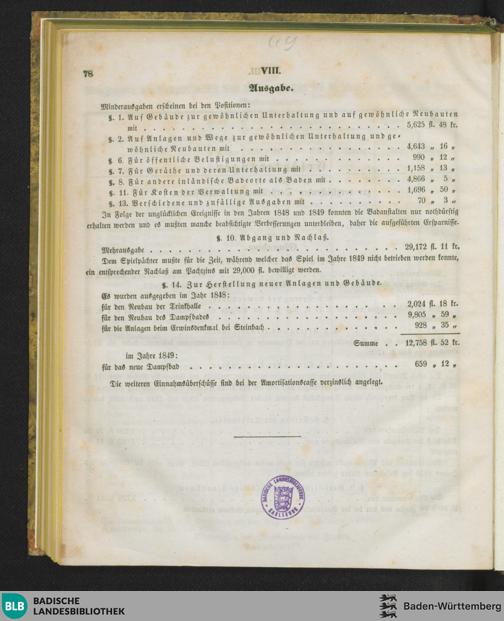 69
78
VIII.
Ausgabe.
Minderausgaben erscheinen bei den Positionen:
§. 1. Auf Gebäude zur gewöhnlichen Unterhaltung und auf gewöhnliche Neubauten
mit . . . . . . . . . . . . . . . . 5,625 fl. 48 kr.
§. 2. Auf Anlagen und Wege zur gewöhnlichen Unterhaltung und ge-
wöhnliche Neubauten mit . . . . . . . . . . 4,643 „ 16 „
§. 6. Für öffentliche Belustigungen mit . . . . . . . . 990 „ 12 „
§. 7. Für Geräthe und deren Unterhaltung mit . . . . . . 1,158 „ 13 „
§. 8. Für andere inländische Badeorte als Baden mit . . . . 4,866 „ 5 „
§. 11. Für Kosten der Verwaltung mit . . . . . . . . 1,696 „ 50 „
§. 13. Verschiedene und zufällige Ausgaben mit . . . . . . 70 „ 3 „
In Folge der unglücklichen Ereignisse in den Jahren 1848 und 1849 konnten die Badanstalten nur nothdürftig
erhalten werden und es mußten manche beabsichtigte Verbesserungen unterbleiben, daher die aufgeführten Ersparnisse.
§. 10. Abgang und Nachlaß.
Mehrausgabe . . . . . . . . . . . . . . . . 29,172 fl. 11 kr.
Dem Spielpächter mußte für die Zeit, während welcher das Spiel im Jahre 1849 nicht betrieben werden konnte,
ein entsprechender Nachlaß am Pachtzins mit 29,000 fl. bewilligt werden.
§. 14. Zur Herstellung neuer Anlagen und Gebäude.
Es wurden ausgegeben im Jahr 1848:
für den Neubau der Trinkhalle . . . . . . . . . . . . 2,024 fl. 18 kr.
für den Neubau des Dampfbades . . . . . . . . . . . . 9,805 „ 59 „
für die Anlagen beim Erwinsdenkmal bei Steinbach . . . . . . . . 928 „ 35 „
Summe . . 12,758 fl. 52 kr.
im Jahre 1849:
für das neue Dampfbad . . . . . . . . . . . . . . 659 „ 12 „
Die weiteren Einnahmsüberschüsse sind bei der Amortisationscasse verzinslich angelegt.
BADISCHE LANDESBIBLIOTHEK
KARLSRUHE
BLB
BADISCHE
LANDESBIBLIOTHEK
Baden-Württemberg